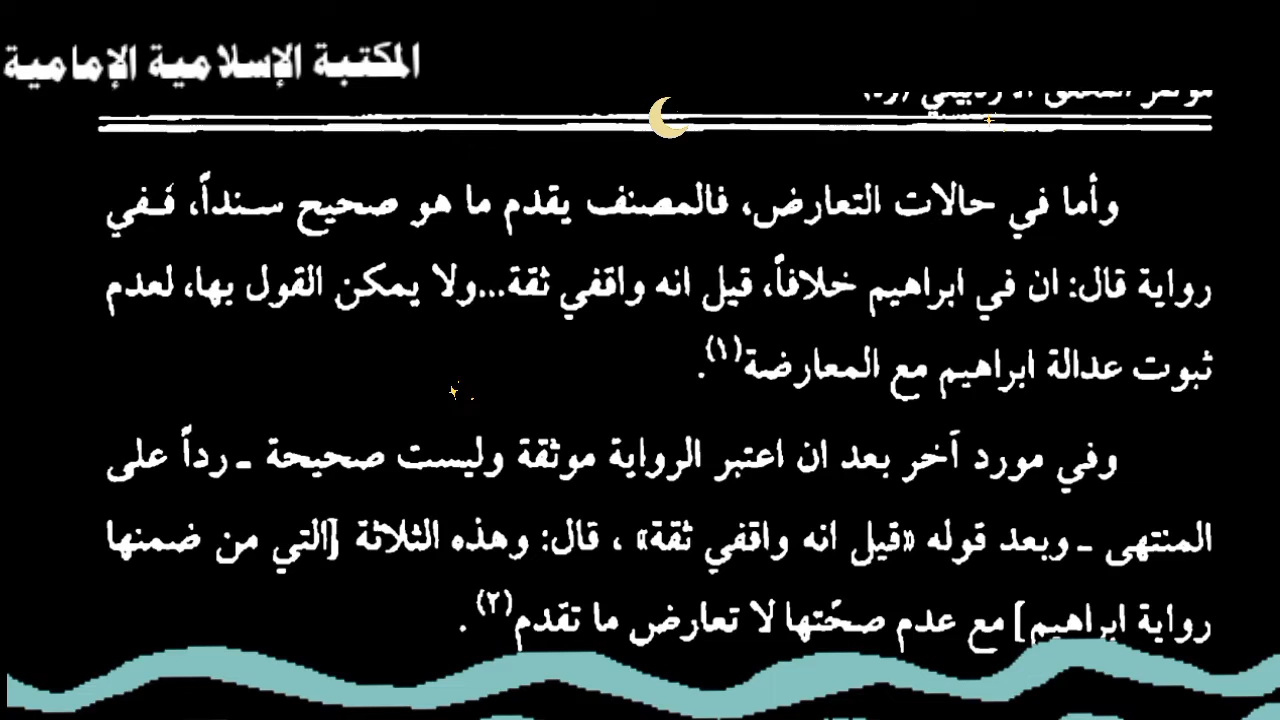 المكتبة الإسلامية الإمامية
وأما في حالات التعارض، فالمصنف يقدم ما هو صحيح سـنداً، فـفي
رواية قال: ان في ابراهيم خلافاً، قيل انه واقفي ثقة...ولا يمكن القول بها، لعدم
ثبوت عدالة ابراهيم مع المعارضة(١).
وفي مورد آخر بعد ان اعتبر الرواية موثقة وليست صحيحة ـ رداً على
المنتهى ـ وبعد قوله «قيل انه واقفي ثقة» ، قال: وهذه الثلاثة [التي من ضمنها
رواية ابراهيم] مع عدم صحّتها لا تعارض ما تقدّم(٢) .